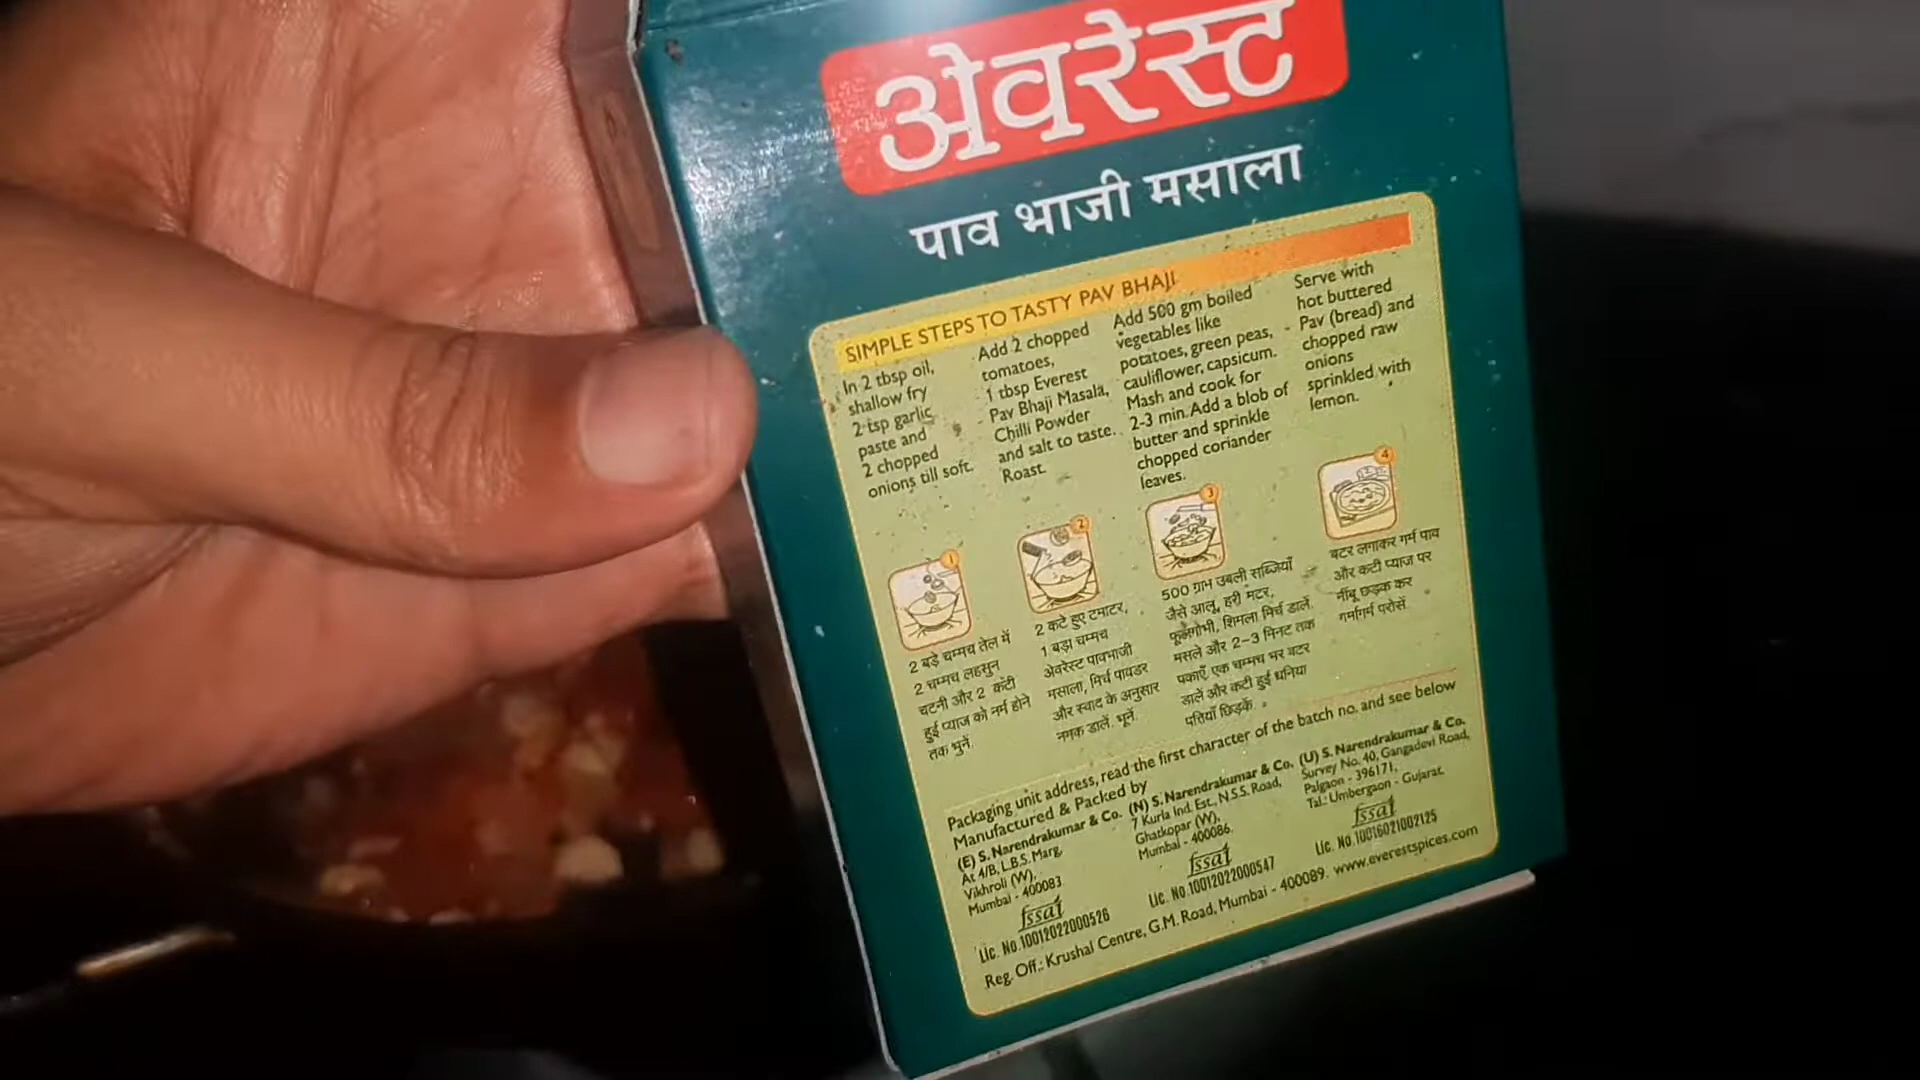 अेवरेस्ट
पाव भाजी मसाला
SIMPLE STEPS TO TASTY PAV BHAJI
In 2 tbsp oil,
shallow fry
2 tsp garlic
paste and
2 chopped
onions till soft.
Add 2 chopped
tomatoes,
1 tbsp Everest
Pav Bhaji Masala,
Chilli Powder
and salt to taste.
Roast.
Add 500 gm boiled
vegetables like
potatoes, green peas,
cauliflower, capsicum.
Mash and cook for
2-3 min. Add a blob of
butter and sprinkle
chopped coriander
leaves.
Serve with
hot buttered
Pav (bread) and
chopped raw
onions
sprinkled with
lemon.
1
2
3
4
2 बड़े चम्मच तेल में
2 चम्मच लहसुन
चटनी और 2 कटी
हुई प्याज को नर्म होने
तक भुनें.
2 कटे हुए टमाटर,
1 बड़ा चम्मच
अेवरेस्ट पावभाजी
मसाला, मिर्च पावडर
और स्वाद के अनुसार
नमक डालें. भूनें.
500 ग्राम उबली सब्जियाँ
जैसे आलू, हरी मटर,
फूलगोभी, शिमला मिर्च डालें.
मसले और 2-3 मिनट तक
पकाएँ. एक चम्मच भर बटर
डालें और कटी हुई धनिया
पतियाँ छिड़कें.
बटर लगाकर गर्म पाव
और कटी प्याज पर
नींबू छिड़क कर
गर्मागर्म परोसें.
Packaging unit address, read the first character of the batch no. and see below
Manufactured & Packed by
(E) S. Narendrakumar & Co.
At 4/B, L.B.S. Marg,
Vikhroli (W),
Mumbai - 400083.
fssai
Lic. No. 10012022000526
(N) S. Narendrakumar & Co.
7 Kurla Ind. Est., N.S.S. Road,
Ghatkopar (W),
Mumbai - 400086.
fssai
Lic. No. 10012022000547
(U) S. Narendrakumar & Co.
Survey No. 40, Gangadevi Road,
Palgaon - 396171,
Tal.: Umbergaon - Gujarat.
fssai
Lic. No. 10016021002125
Reg. Off.: Krushal Centre, G.M. Road, Mumbai - 400089. www.everestspices.com